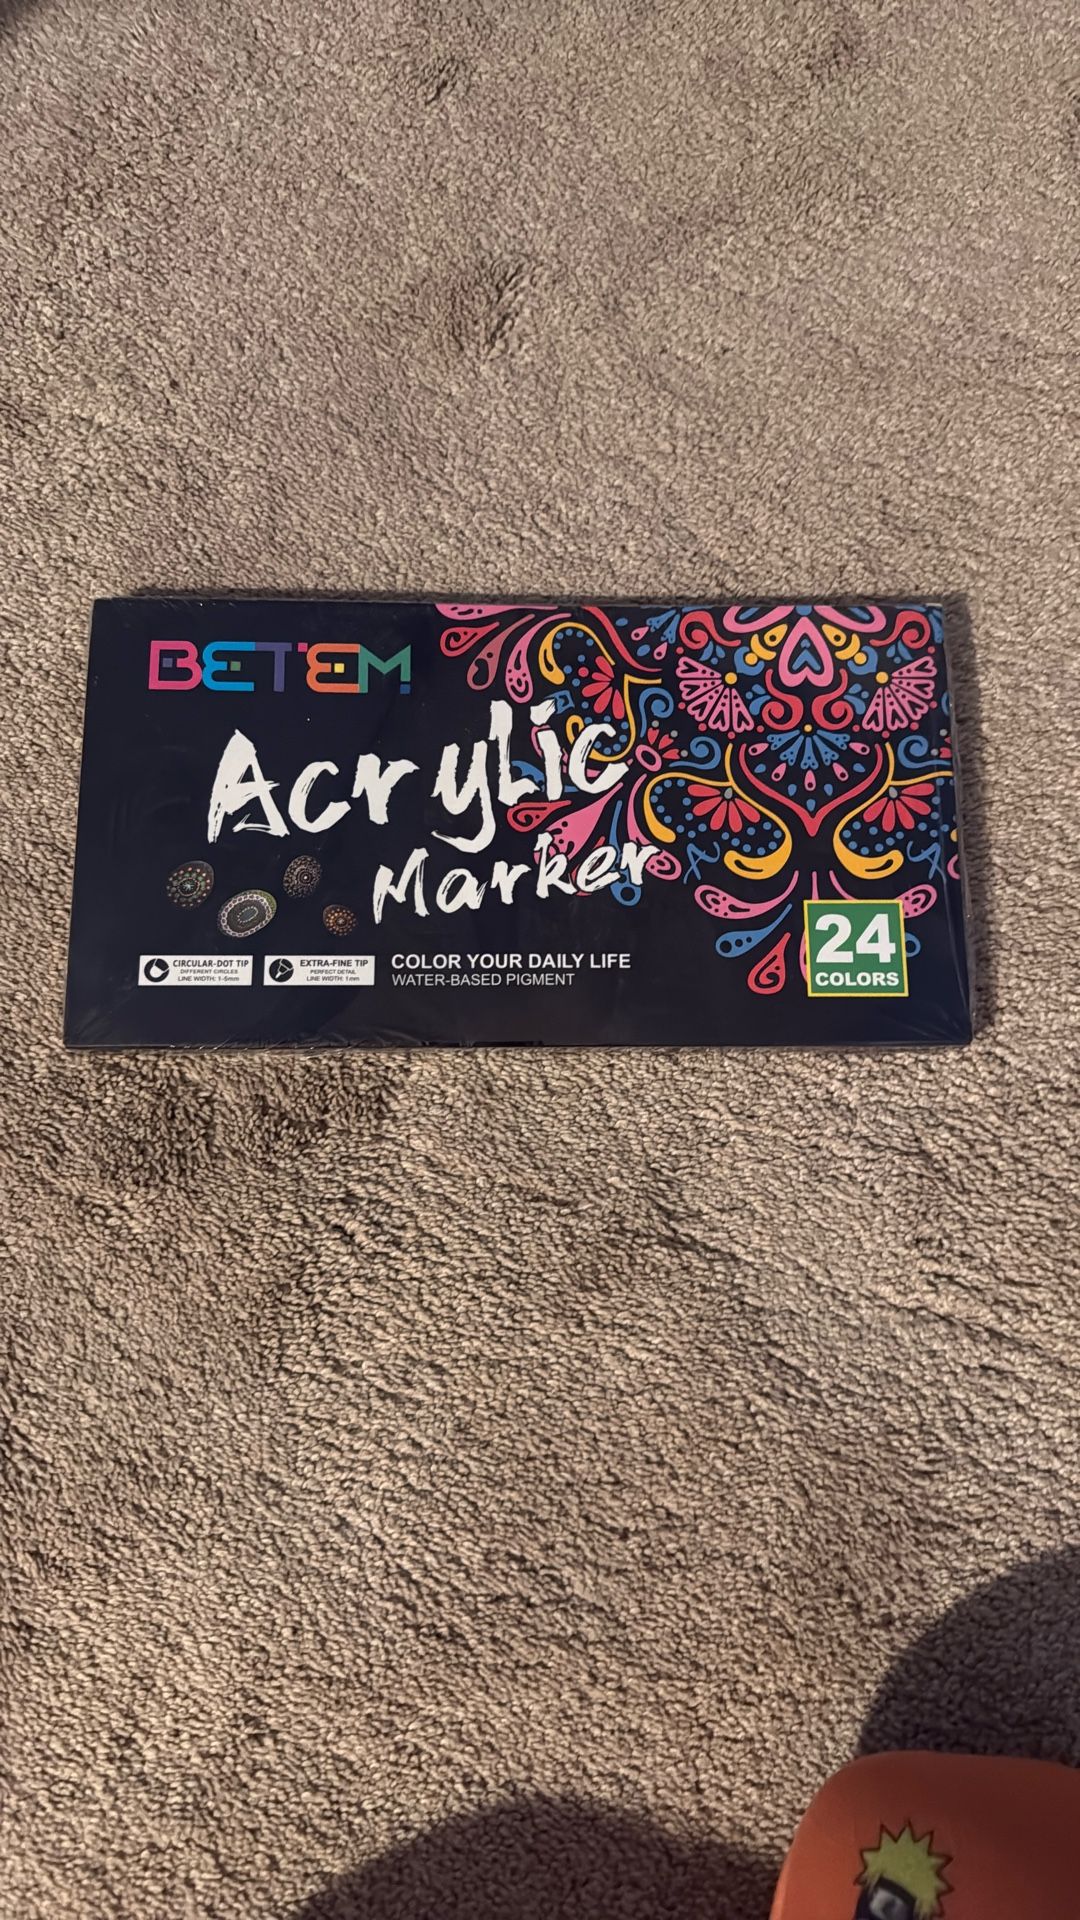 BETEM
Acrylic
Marker
CIRCULAR-DOT TIP
DIFFERENT CIRCLES
LINE WIDTH: 1-5mm
EXTRA-FINE TIP
PERFECT DETAIL
LINE WIDTH: 1mm
COLOR YOUR DAILY LIFE
WATER-BASED PIGMENT
24
COLORS